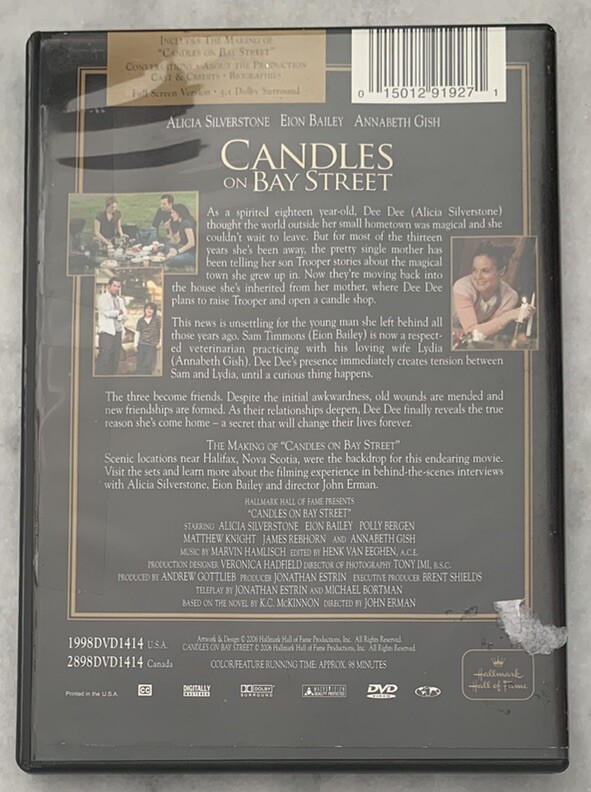 INCLUDES THE MAKING OF
"CANDLES ON BAY STREET"
CONVERSATIONS ABOUT THE PRODUCTION
CAST & CREDITS • BIOGRAPHIES
Full Screen Version • Dolby Surround
0 15012 91927 1
ALICIA SILVERSTONE EION BAILEY ANNABETH GISH
CANDLES
ON BAY STREET
As a spirited eighteen year-old, Dee Dee (Alicia Silverstone)
thought the world outside her small hometown was magical and she
couldn't wait to leave. But for most of the thirteen
years she's been away, the pretty single mother has
been telling her son Trooper stories about the magical
town she grew up in. Now they're moving back into
the house she's inherited from her mother, where Dee Dee
plans to raise Trooper and open a candle shop.
This news is unsettling for the young man she left behind all
those years ago. Sam Timmons (Eion Bailey) is now a respect-
ed veterinarian practicing with his loving wife Lydia
(Annabeth Gish). Dee Dee's presence immediately creates tension between
Sam and Lydia, until a curious thing happens.
The three become friends. Despite the initial awkwardness, old wounds are mended and
new friendships are formed. As their relationships deepen, Dee Dee finally reveals the true
reason she's come home – a secret that will change their lives forever.
THE MAKING OF "CANDLES ON BAY STREET"
Scenic locations near Halifax, Nova Scotia, were the backdrop for this endearing movie.
Visit the sets and learn more about the filming experience in behind-the-scenes interviews
with Alicia Silverstone, Eion Bailey and director John Erman.
HALLMARK HALL OF FAME PRESENTS
"CANDLES ON BAY STREET"
STARRING ALICIA SILVERSTONE EION BAILEY POLLY BERGEN
MATTHEW KNIGHT JAMES REBHORN AND ANNABETH GISH
MUSIC BY MARVIN HAMLISCH EDITED BY HENK VAN EEGHEN, A.C.E.
PRODUCTION DESIGNER VERONICA HADFIELD DIRECTOR OF PHOTOGRAPHY TONY IMI, B.S.C.
PRODUCED BY ANDREW GOTTLIEB PRODUCER JONATHAN ESTRIN EXECUTIVE PRODUCER BRENT SHIELDS
TELEPLAY BY JONATHAN ESTRIN AND MICHAEL BORTMAN
BASED ON THE NOVEL BY K.C. McKINNON DIRECTED BY JOHN ERMAN
1998DVD1414 U.S.A.
2898DVD1414 Canada
Artwork & Design © 2006 Hallmark Hall of Fame Productions, Inc. All Rights Reserved.
CANDLES ON BAY STREET © 2006 Hallmark Hall of Fame Productions, Inc. All Rights Reserved.
COLOR/FEATURE RUNNING TIME: APPROX. 98 MINUTES
Hallmark
Hall of Fame
Printed in the U.S.A.
CC
DIGITALLY
MASTERED
DOLBY
SURROUND
MACROVISION
QUALITY PROTECTED
DVD
VIDEO